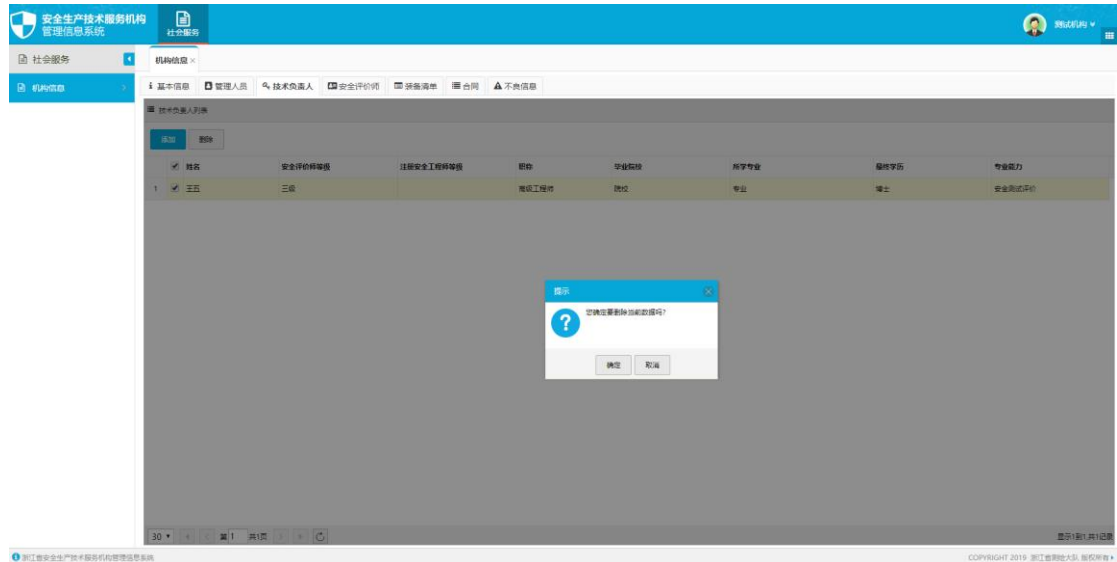 安全生产技术服务机构
管理信息系统
社会服务
测试机构
社会服务
机构信息 ×
机构信息
基本信息 管理人员 技术负责人 安全评价师 装备清单 合同 不良信息
技术负责人列表
添加 删除
姓名 安全评价师等级 注册安全工程师等级 职称 毕业院校 所学专业 最终学历 专业能力
1 王五 三级 高级工程师 院校 专业 博士 安全测试评价
提示
您确定要删除当前数据吗?
确定 取消
30 第 1 共1页
显示1到1,共1记录
浙江省安全生产技术服务机构管理信息系统
COPYRIGHT 2019 浙江省测绘大队 版权所有